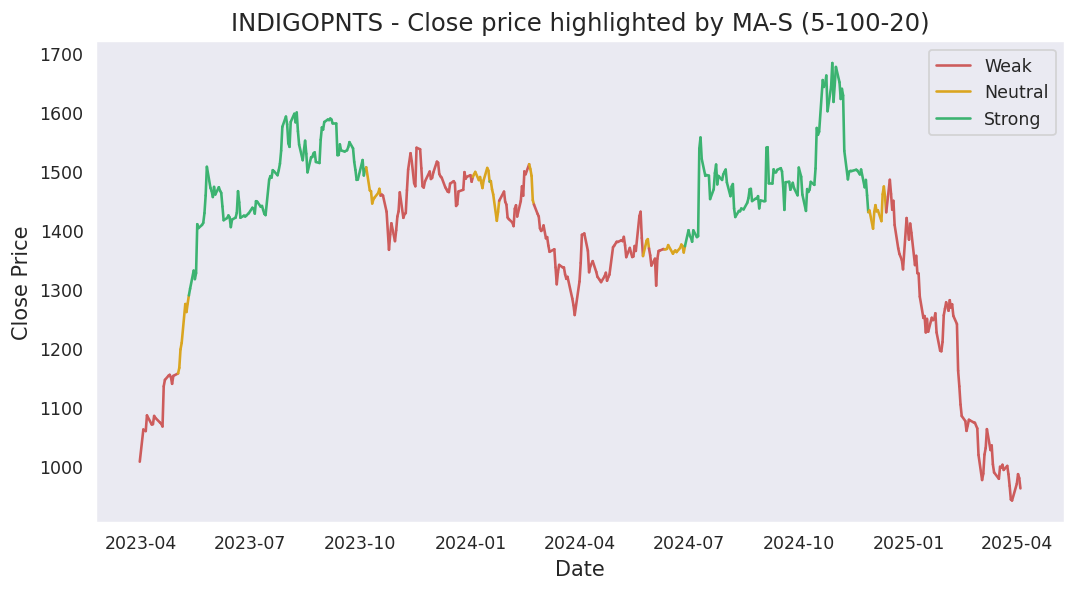 INDIGOPNTS - Close price highlighted by MA-S (5-100-20)
Weak
Neutral
Strong
Close Price
1700
1600
1500
1400
1300
1200
1100
1000
2023-04
2023-07
2023-10
2024-01
2024-04
2024-07
2024-10
2025-01
2025-04
Date